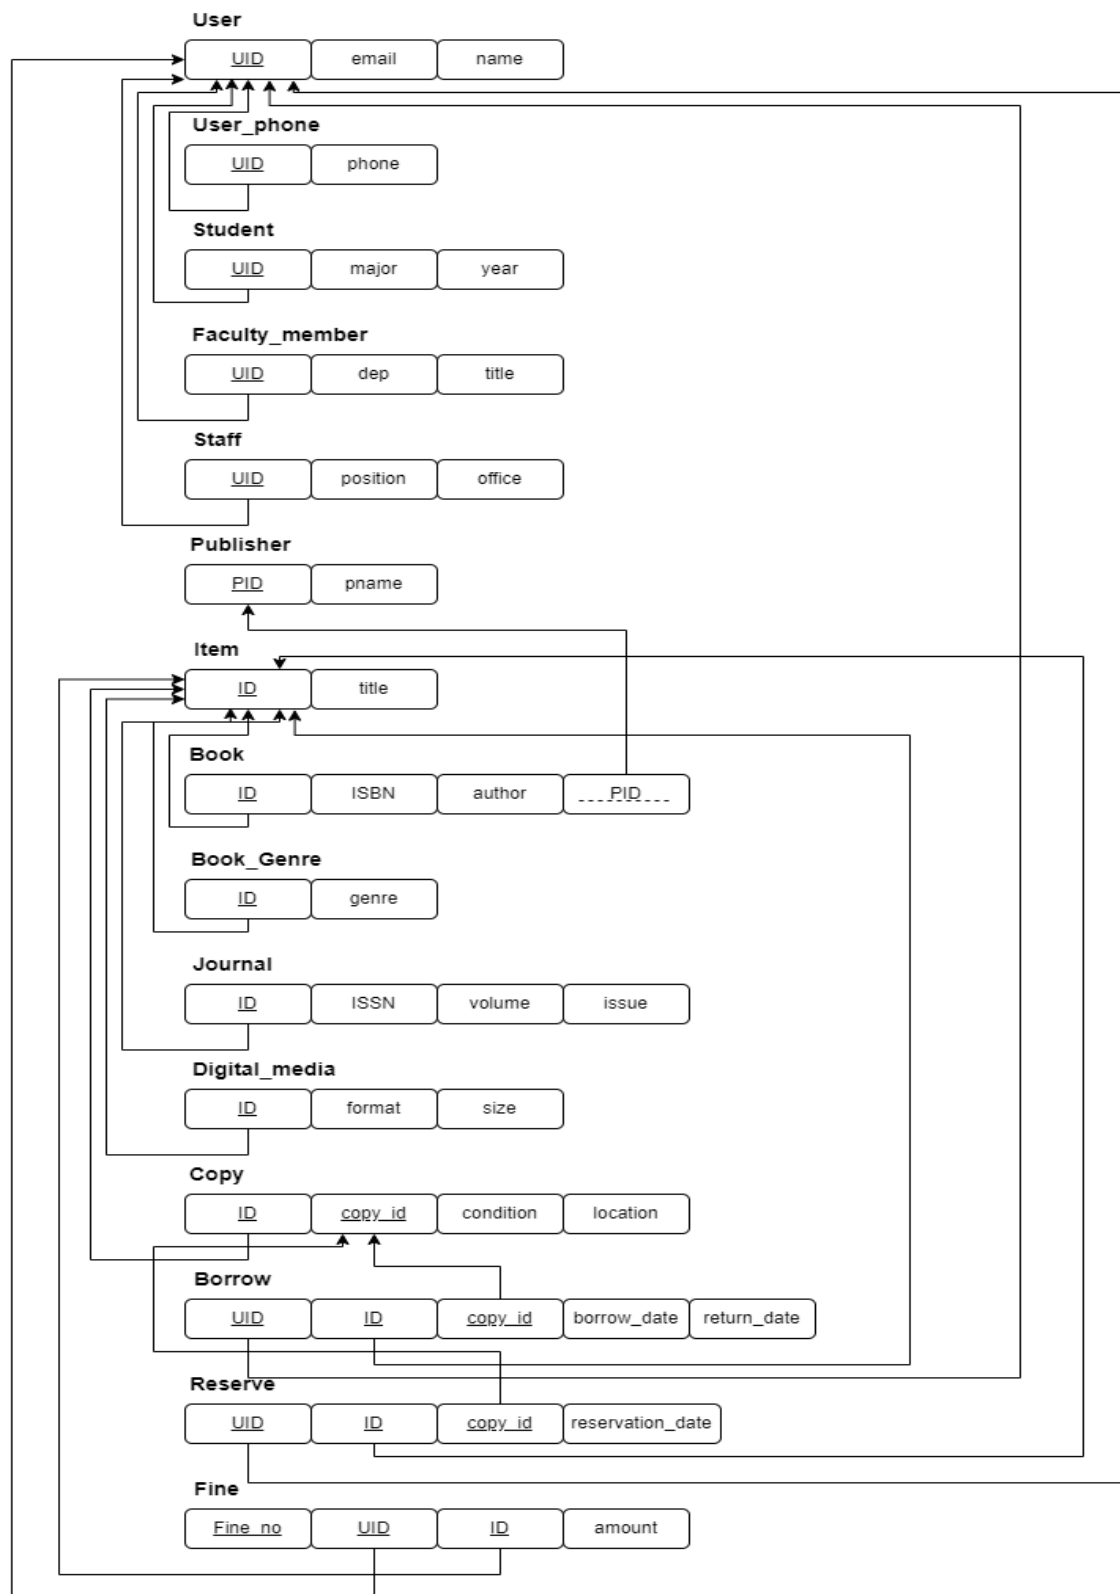 User
UID email name
User_phone
UID phone
Student
UID major year
Faculty_member
UID dep title
Staff
UID position office
Publisher
PID pname
Item
ID title
Book
ID ISBN author PID
Book_Genre
ID genre
Journal
ID ISSN volume issue
Digital_media
ID format size
Copy
ID copy_id condition location
Borrow
UID ID copy_id borrow_date return_date
Reserve
UID ID copy_id reservation_date
Fine
Fine_no UID ID amount